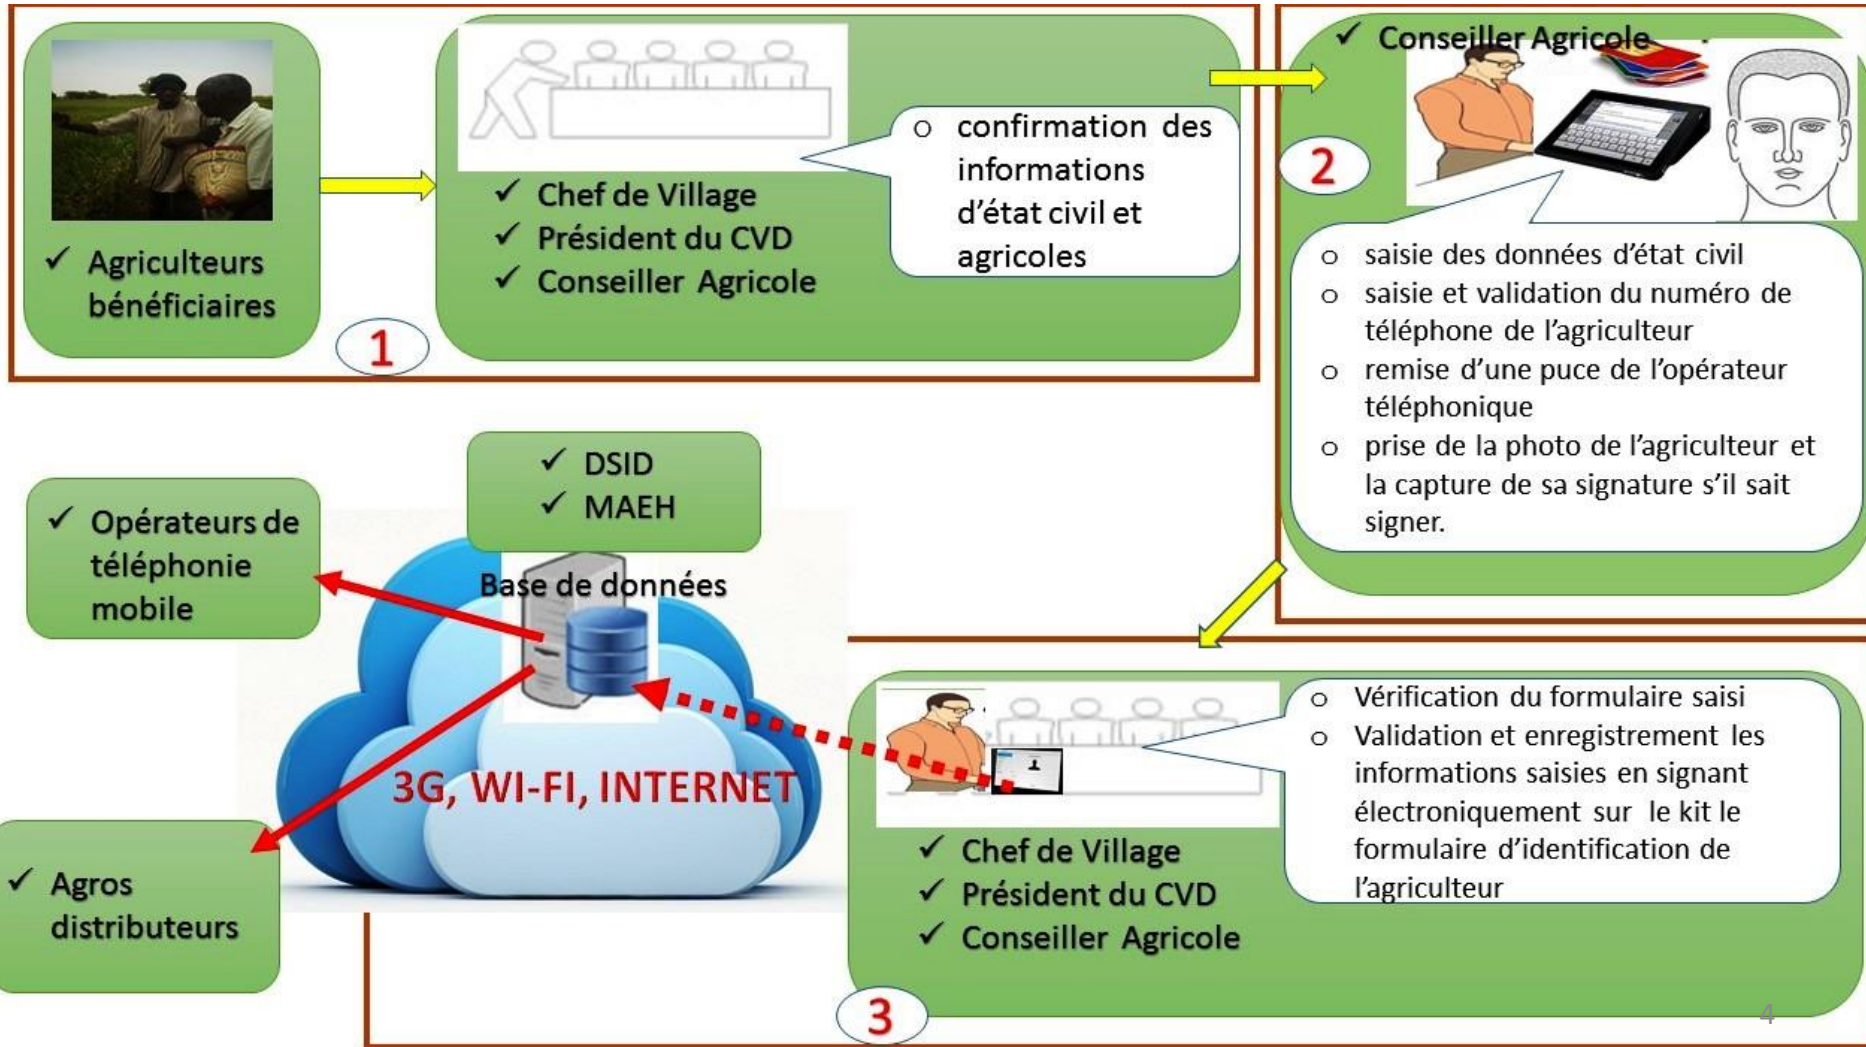 ✓ Agriculteurs
bénéficiaires
1
✓ Chef de Village
✓ Président du CVD
✓ Conseiller Agricole
o confirmation des
informations
d’état civil et
agricoles
✓ Conseiller Agricole
2
o saisie des données d’état civil
o saisie et validation du numéro de
téléphone de l’agriculteur
o remise d’une puce de l’opérateur
téléphonique
o prise de la photo de l’agriculteur et
la capture de sa signature s’il sait
signer.
✓ DSID
✓ MAEH
✓ Opérateurs de
téléphonie
mobile
Base de données
3G, WI-FI, INTERNET
✓ Agros
distributeurs
o Vérification du formulaire saisi
o Validation et enregistrement les
informations saisies en signant
électroniquement sur le kit le
formulaire d’identification de
l’agriculteur
✓ Chef de Village
✓ Président du CVD
✓ Conseiller Agricole
3
4